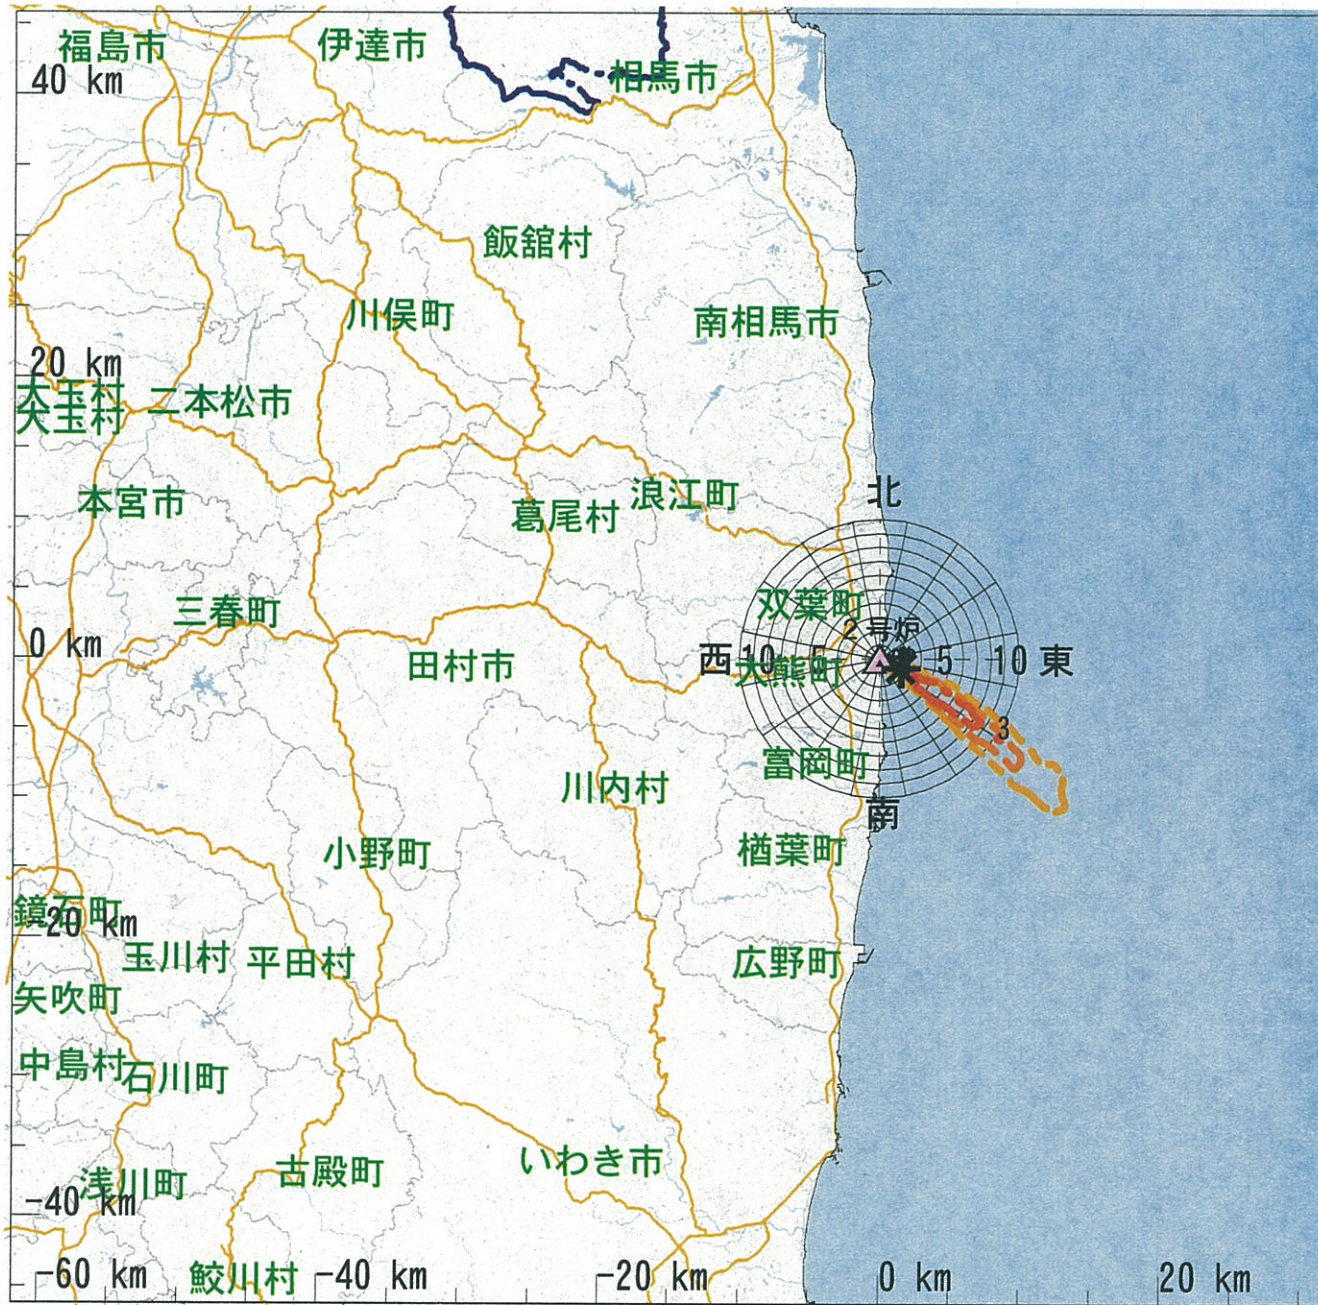 福島市
伊達市
相馬市
40 km
飯舘村
川俣町
南相馬市
20 km
大玉村
大玉村
二本松市
本宮市
葛尾村
浪江町
北
三春町
双葉町
2号炉
0 km
田村市
西
10
5
大熊町
5
10
東
3
富岡町
川内村
南
小野町
楢葉町
鏡石町
-20 km
玉川村
平田村
広野町
矢吹町
中島村
石川町
いわき市
古殿町
浅川町
-40 km
-60 km
鮫川村
-40 km
-20 km
0 km
20 km